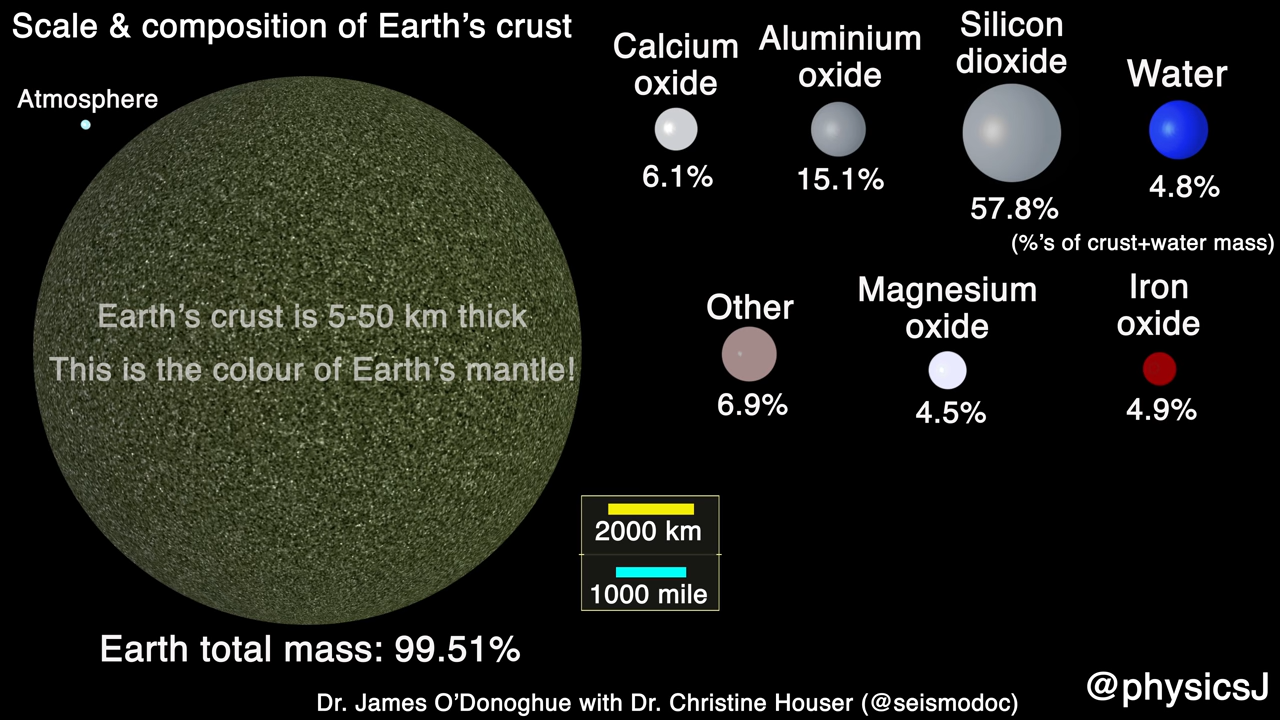 Scale & composition of Earth's crust
Atmosphere
Earth's crust is 5-50 km thick
This is the colour of Earth's mantle!
Earth total mass: 99.51%
Calcium
oxide
6.1%
Aluminium
oxide
15.1%
Silicon
dioxide
57.8%
Water
4.8%
(%'s of crust+water mass)
Other
6.9%
Magnesium
oxide
4.5%
Iron
oxide
4.9%
2000 km
1000 mile
Dr. James O'Donoghue with Dr. Christine Houser (@seismodoc)
@physicsJ